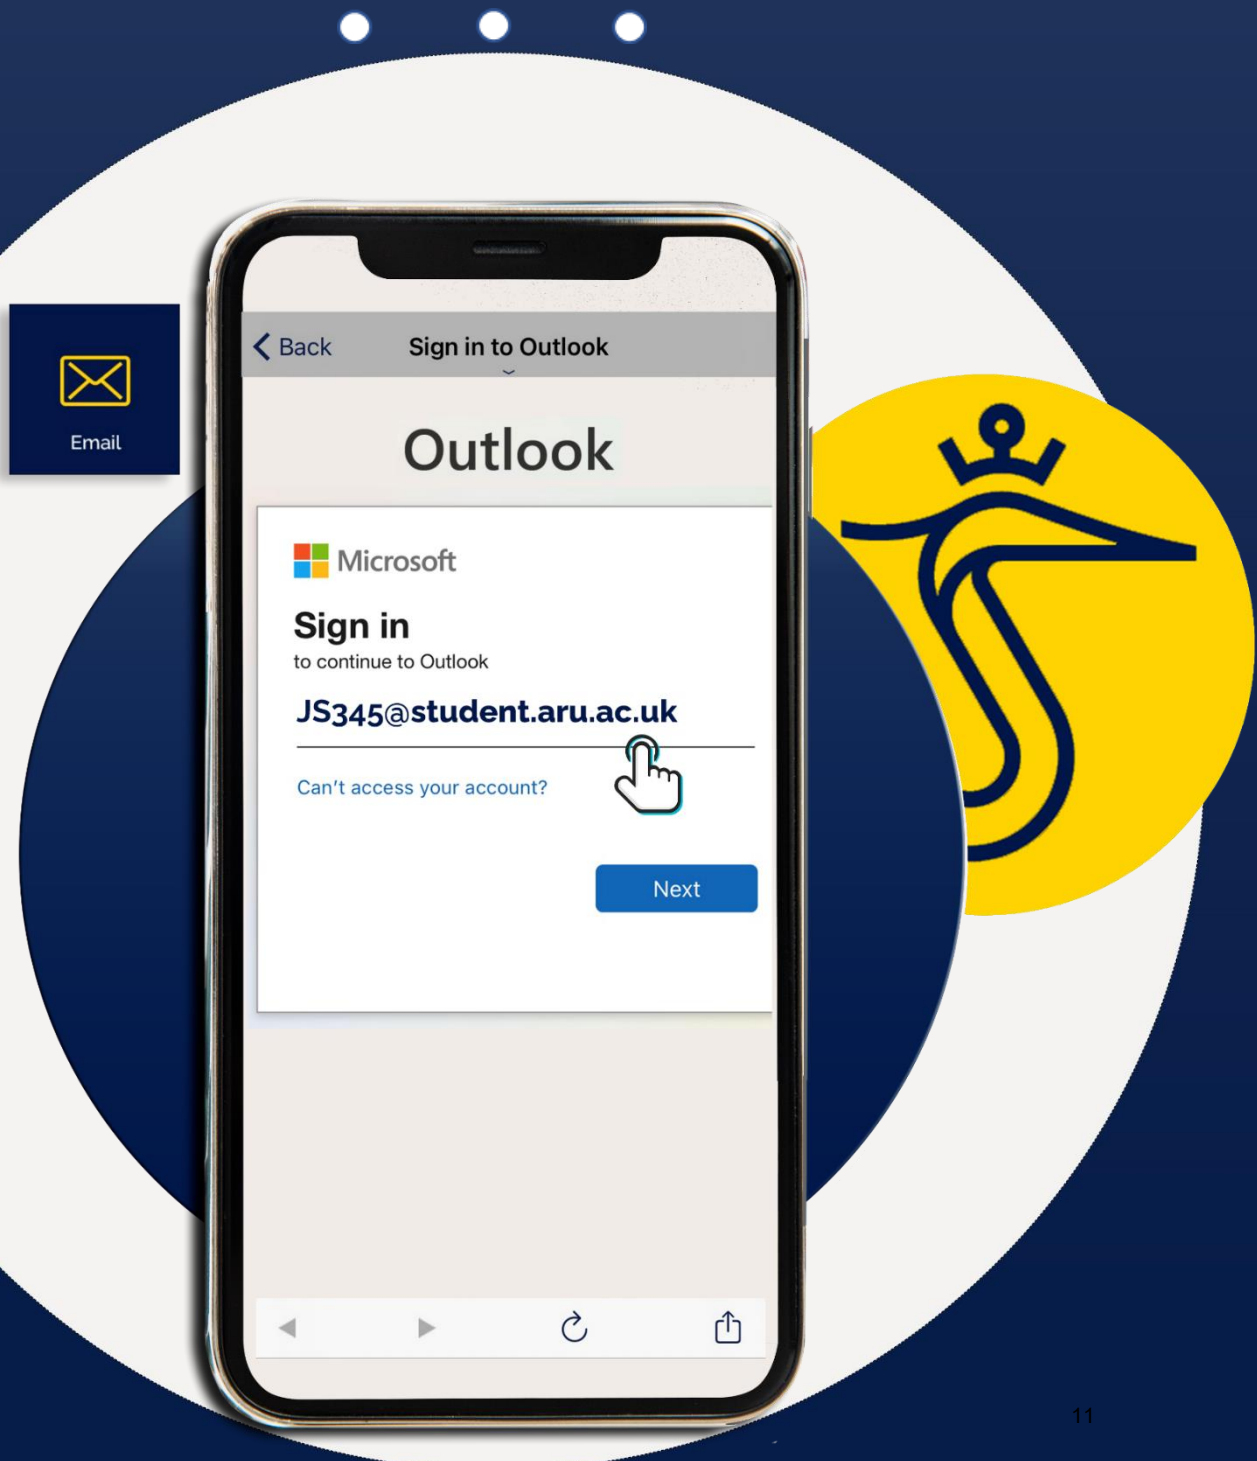 Email
Back
Sign in to Outlook
Outlook
Microsoft
Sign in
to continue to Outlook
JS345@student.aru.ac.uk
Can't access your account?
Next
11